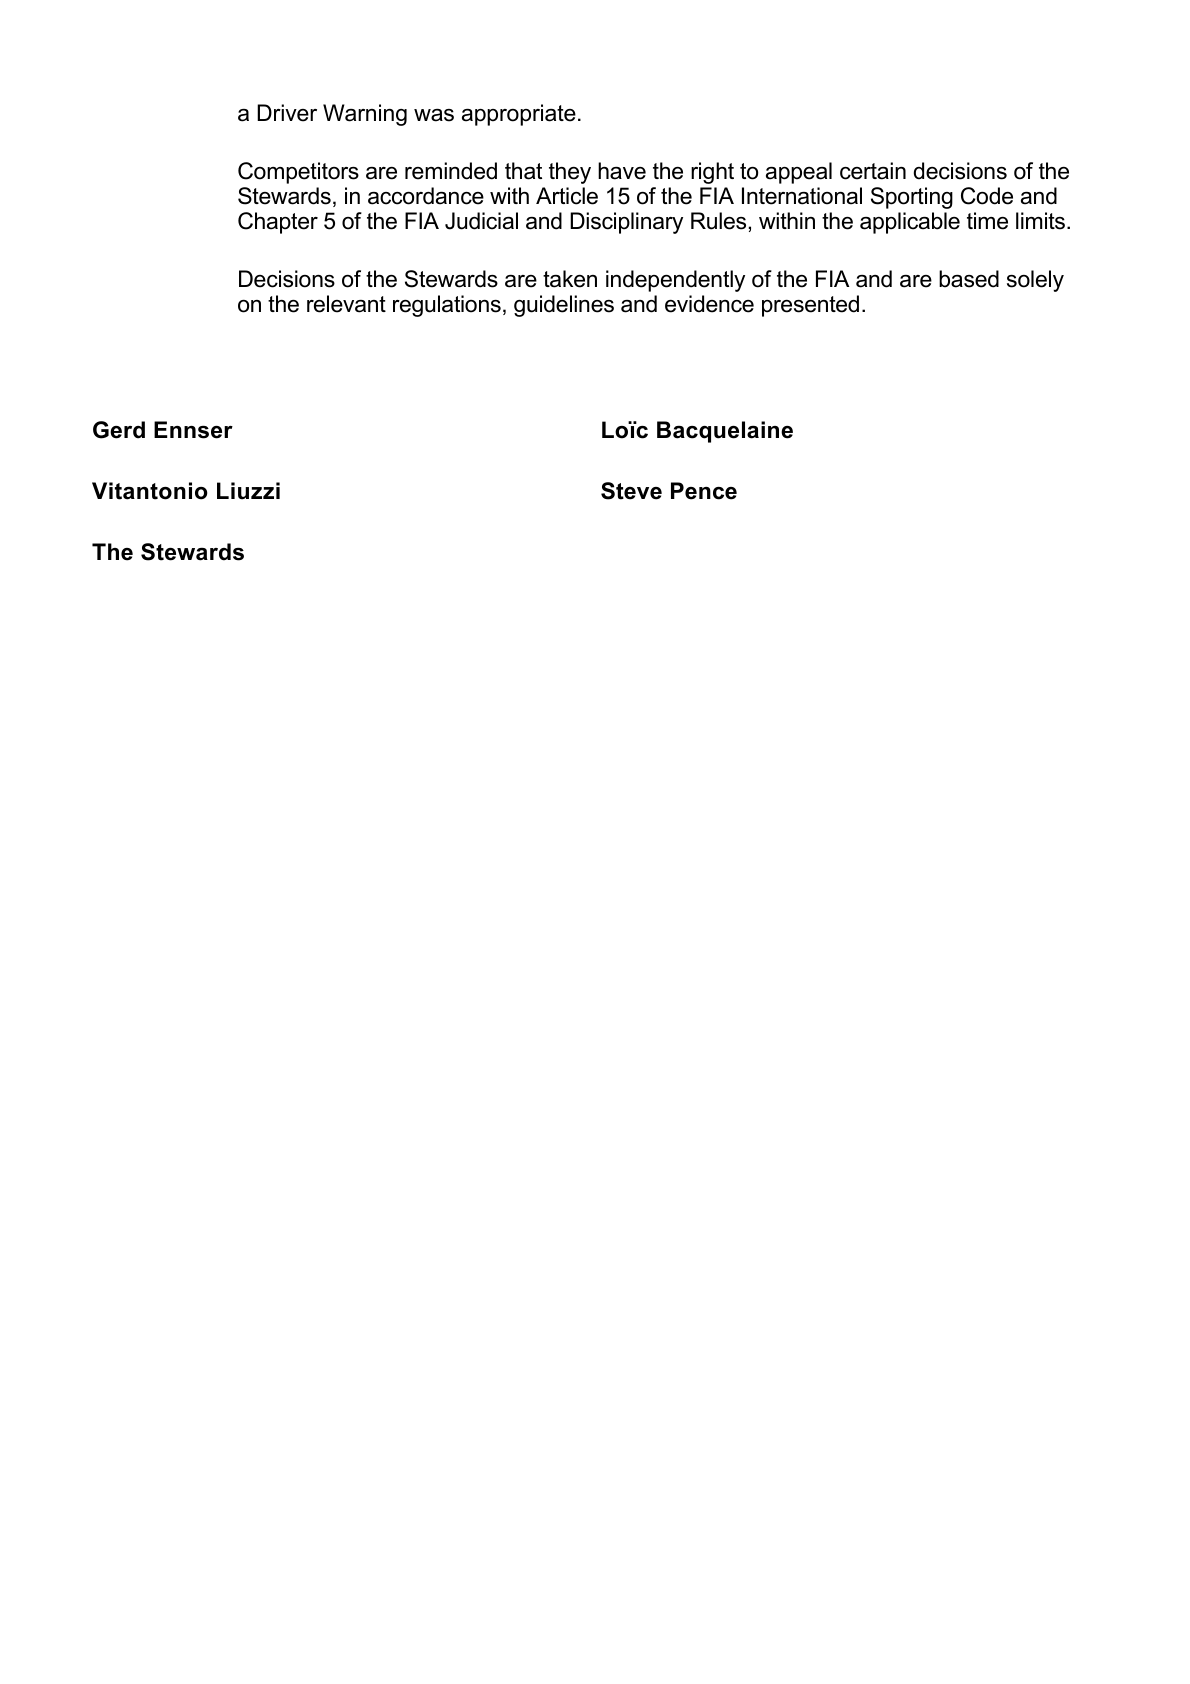 a Driver Warning was appropriate.
Competitors are reminded that they have the right to appeal certain decisions of the
Stewards, in accordance with Article 15 of the FIA International Sporting Code and
Chapter 5 of the FIA Judicial and Disciplinary Rules, within the applicable time limits.
Decisions of the Stewards are taken independently of the FIA and are based solely
on the relevant regulations, guidelines and evidence presented.
Gerd Ennser Loïc Bacquelaine
Vitantonio Liuzzi Steve Pence
The Stewards